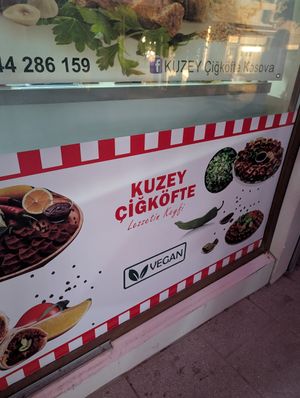 44 286 159
f KUZEY Çiğköfte Kosova
KUZEY
ÇİĞKÖFTE
Lezzetin Keyfi
VEGAN